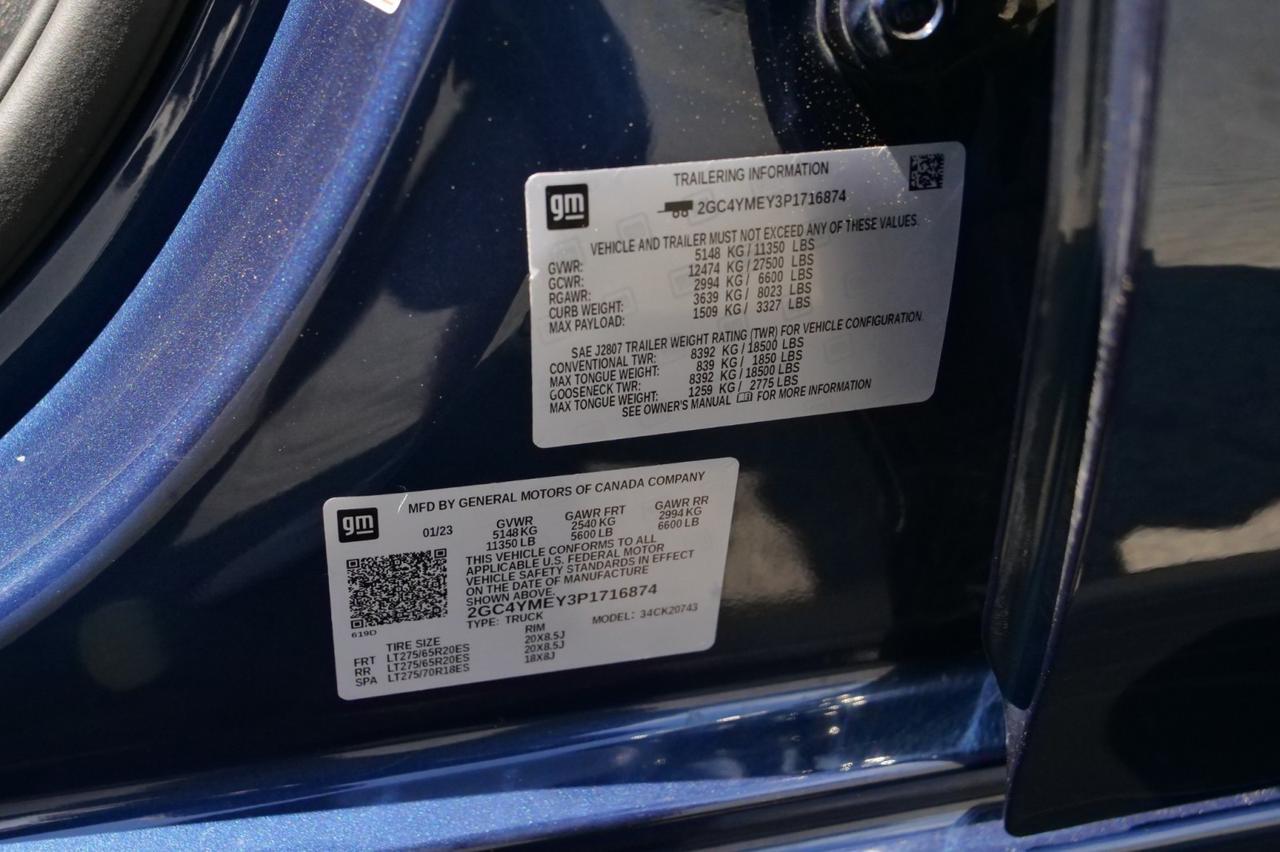 gm
TRAILERING INFORMATION
2GC4YMEY3P1716874
VEHICLE AND TRAILER MUST NOT EXCEED ANY OF THESE VALUES.
GVWR: 5148 KG / 11350 LBS
GCWR: 12474 KG / 27500 LBS
RGAWR: 2994 KG / 6600 LBS
CURB WEIGHT: 3639 KG / 8023 LBS
MAX PAYLOAD: 1509 KG / 3327 LBS
SAE J2807 TRAILER WEIGHT RATING (TWR) FOR VEHICLE CONFIGURATION.
CONVENTIONAL TWR: 8392 KG / 18500 LBS
MAX TONGUE WEIGHT: 839 KG / 1850 LBS
GOOSENECK TWR: 8392 KG / 18500 LBS
MAX TONGUE WEIGHT: 1259 KG / 2775 LBS
SEE OWNER'S MANUAL FOR MORE INFORMATION
gm
MFD BY GENERAL MOTORS OF CANADA COMPANY
01/23 GVWR GAWR FRT GAWR RR
5148 KG 2540 KG 2994 KG
11350 LB 5600 LB 6600 LB
THIS VEHICLE CONFORMS TO ALL
APPLICABLE U.S. FEDERAL MOTOR
VEHICLE SAFETY STANDARDS IN EFFECT
ON THE DATE OF MANUFACTURE
SHOWN ABOVE.
2GC4YMEY3P1716874
TYPE: TRUCK MODEL: 34CK20743
619D
TIRE SIZE RIM
FRT LT275/65R20ES 20X8.5J
RR LT275/65R20ES 20X8.5J
SPA LT275/70R18ES 18X8J